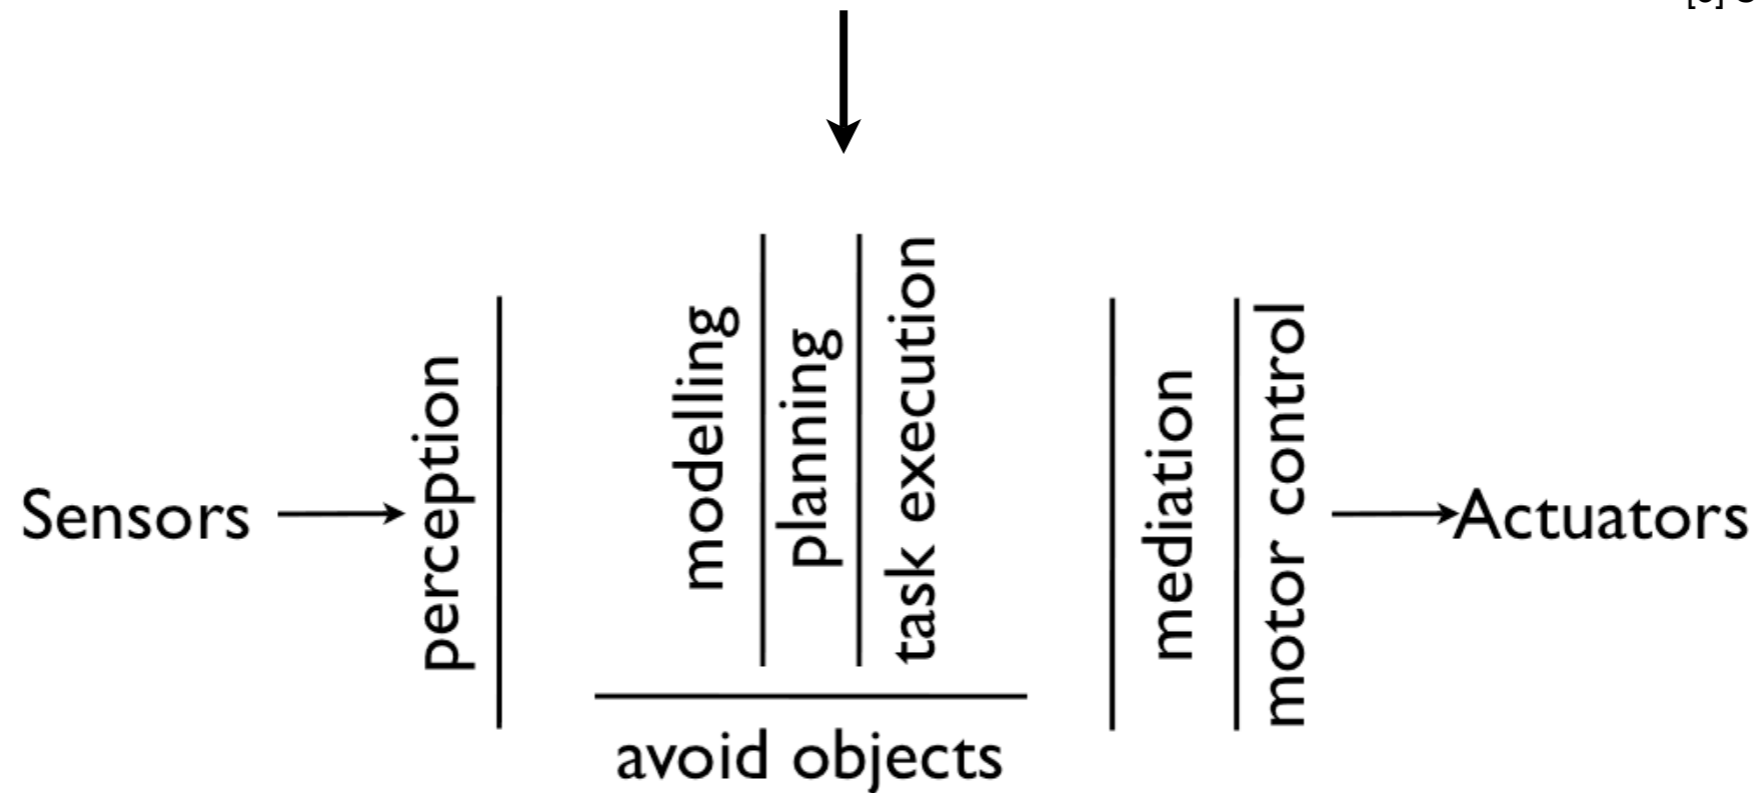 Sensors
perception
modelling
planning
task execution
avoid objects
mediation
motor control
Actuators